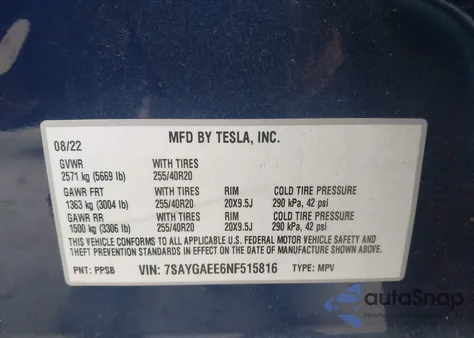 MFD BY TESLA, INC.
08/22
GVWR WITH TIRES
2571 kg (5669 lb) 255/40R20
GAWR FRT WITH TIRES RIM COLD TIRE PRESSURE
1363 kg (3004 lb) 255/40R20 20X9.5J 290 kPa, 42 psi
GAWR RR WITH TIRES RIM COLD TIRE PRESSURE
1500 kg (3306 lb) 255/40R20 20X9.5J 290 kPa, 42 psi
THIS VEHICLE CONFORMS TO ALL APPLICABLE U.S. FEDERAL MOTOR VEHICLE SAFETY AND
THEFT PREVENTION STANDARDS IN EFFECT ON THE DATE OF MANUFACTURE SHOWN ABOVE.
PNT: PPSB VIN: 7SAYGAEE6NF515816 TYPE: MPV
autoSnap